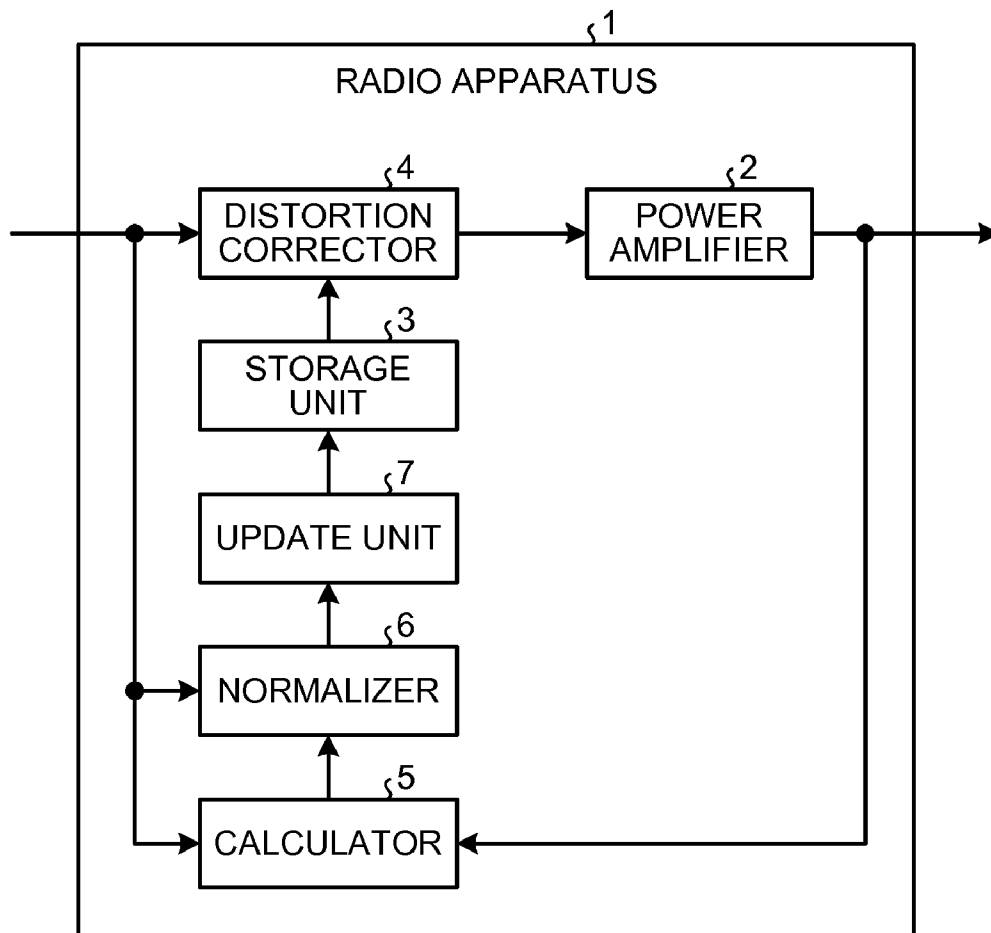 1
RADIO APPARATUS
4
DISTORTION
CORRECTOR
2
POWER
AMPLIFIER
3
STORAGE
UNIT
7
UPDATE UNIT
6
NORMALIZER
5
CALCULATOR